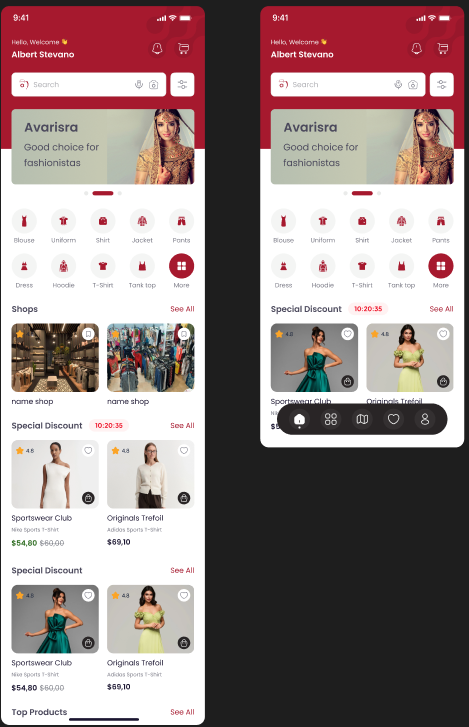 9:41
Hello, Welcome 👋
Albert Stevano
Search
Avarisra
Good choice for
fashionistas
Blouse Uniform Shirt Jacket Pants
Dress Hoodie T-Shirt Tank top More
Shops See All
name shop name shop
Special Discount 10:20:35 See All
4.8 4.8
Sportswear Club Originals Trefoil
Nike Sports T-Shirt Adidas Sports T-Shirt
$54,80 $60,00 $69,10
Special Discount See All
4.8 4.8
Sportswear Club Originals Trefoil
Nike Sports T-Shirt Adidas Sports T-Shirt
$54,80 $60,00 $69,10
Top Products See All
9:41
Hello, Welcome 👋
Albert Stevano
Search
Avarisra
Good choice for
fashionistas
Blouse Uniform Shirt Jacket Pants
Dress Hoodie T-Shirt Tank top More
Special Discount 10:20:35 See All
4.8 4.8
Sportswear Club Originals Trefoil